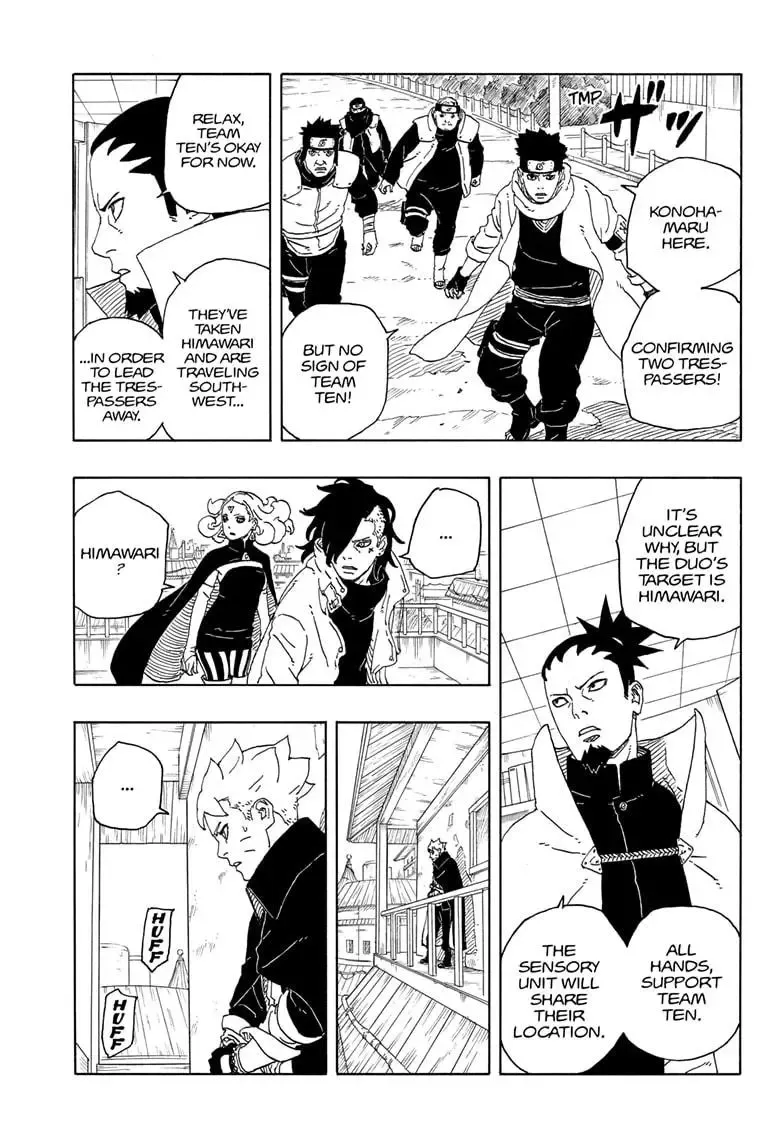 TMP
ザッ
KONOHA-
MARU
HERE.
CONFIRMING
TWO TRES-
PASSERS!
BUT NO
SIGN OF
TEAM
TEN!
RELAX,
TEAM
TEN'S OKAY
FOR NOW.
THEY'VE
TAKEN
HIMAWARI
AND ARE
TRAVELING
SOUTH-
WEST...
...IN ORDER
TO LEAD
THE TRES-
PASSERS
AWAY.
IT'S
UNCLEAR
WHY, BUT
THE DUO'S
TARGET IS
HIMAWARI.
ALL
HANDS,
SUPPORT
TEAM
TEN.
THE
SENSORY
UNIT WILL
SHARE
THEIR
LOCATION.
...
HIMAWARI
?
...
HUFF
HUFF